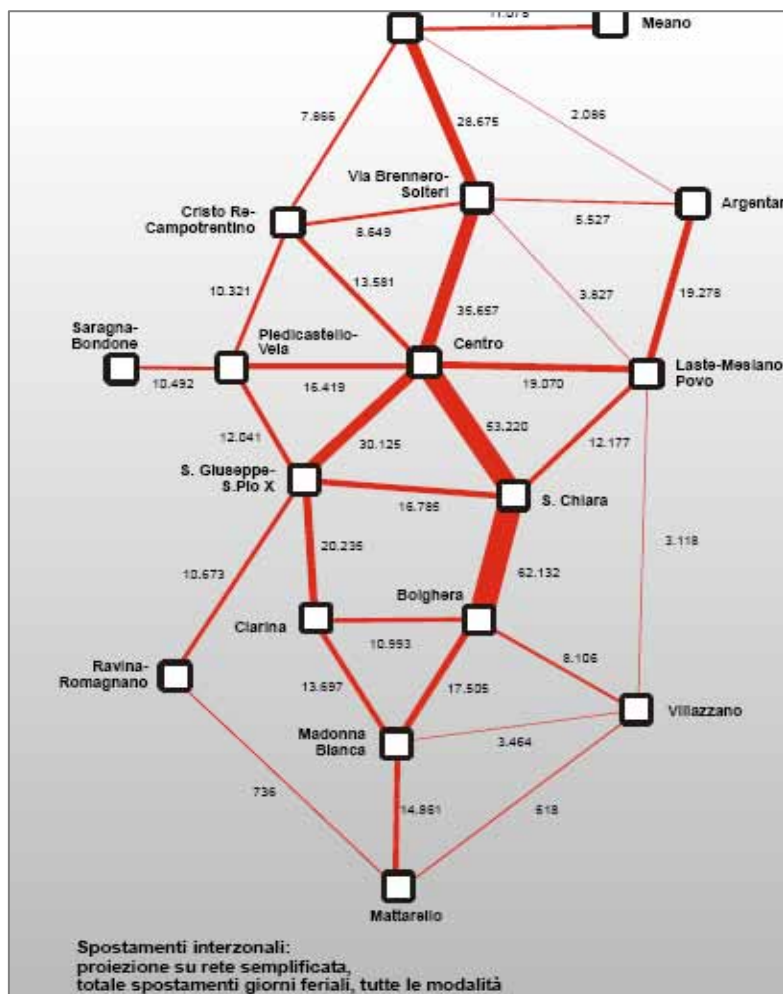 11.075
Meano
7.866
28.675
2.086
Via Brennero-
Solteri
Cristo Re-
Campotrentino
8.649
5.527
Argentar
10.321
13.581
35.657
3.827
19.278
Saragna-
Bondone
Piedicastello-
Vela
Centro
Laste-Mesiano
Povo
10.492
16.419
19.070
12.041
30.125
53.220
12.177
S. Giuseppe-
S.Pio X
16.785
S. Chiara
20.235
62.132
3.118
10.673
Bolghera
Clarina
10.993
8.106
Ravina-
Romagnano
13.697
17.505
Villazzano
Madonna
Bianca
3.464
736
14.861
618
Mattarello
Spostamenti interzonali:
proiezione su rete semplificata,
totale spostamenti giorni feriali, tutte le modalità